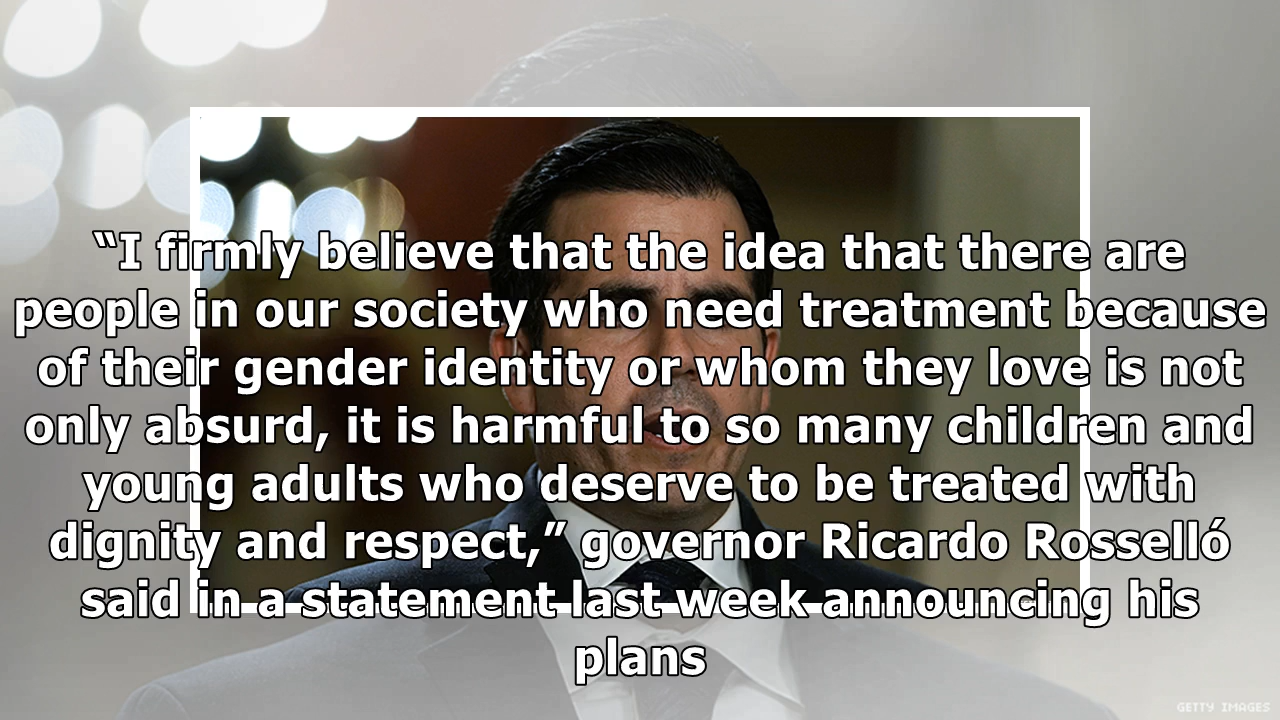 “I firmly believe that the idea that there are
people in our society who need treatment because
of their gender identity or whom they love is not
only absurd, it is harmful to so many children and
young adults who deserve to be treated with
dignity and respect,” governor Ricardo Rosselló
said in a statement last week announcing his
plans
GETTY IMAGES